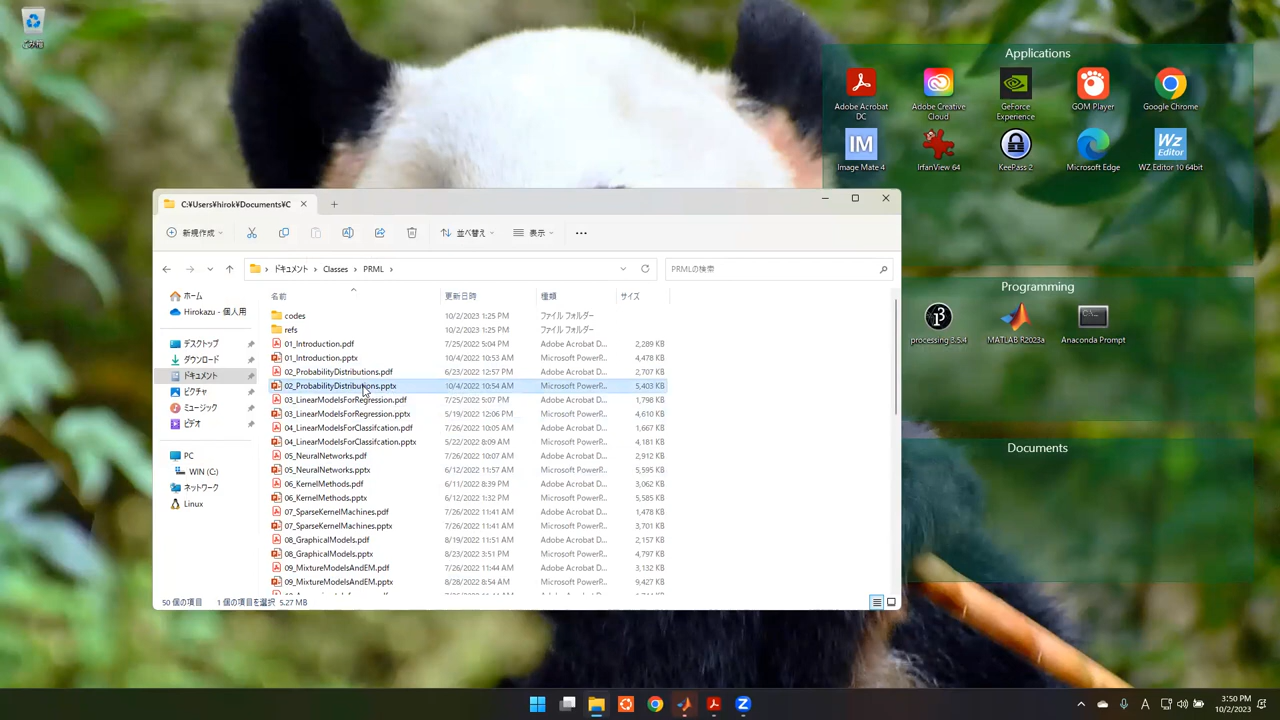 ごみ箱
Applications
Adobe Acrobat DC
Adobe Creative Cloud
GeForce Experience
GOM Player
Google Chrome
Image Mate 4
IrfanView 64
KeePass 2
Microsoft Edge
WZ Editor 10 64bit
Programming
processing 3.5.4
MATLAB R2023a
Anaconda Prompt
Documents
C:¥Users¥hirok¥Documents¥C
新規作成
並べ替え
表示
ドキュメント > Classes > PRML >
PRMLの検索
ホーム
Hirokazu - 個人用
デスクトップ
ダウンロード
ドキュメント
ピクチャ
ミュージック
ビデオ
PC
WIN (C:)
ネットワーク
Linux
名前 更新日時 種類 サイズ
codes 10/2/2023 1:25 PM ファイル フォルダー
refs 10/2/2023 1:25 PM ファイル フォルダー
01_Introduction.pdf 7/25/2022 5:04 PM Adobe Acrobat D... 2,289 KB
01_Introduction.pptx 10/4/2022 10:53 AM Microsoft PowerR... 4,478 KB
02_ProbabilityDistributions.pdf 6/23/2022 12:57 PM Adobe Acrobat D... 2,707 KB
02_ProbabilityDistributions.pptx 10/4/2022 10:54 AM Microsoft PowerR... 5,403 KB
03_LinearModelsForRegression.pdf 7/25/2022 5:07 PM Adobe Acrobat D... 1,798 KB
03_LinearModelsForRegression.pptx 5/19/2022 12:06 PM Microsoft PowerR... 4,610 KB
04_LinearModelsForClassifcation.pdf 7/26/2022 10:05 AM Adobe Acrobat D... 1,667 KB
04_LinearModelsForClassifcation.pptx 5/22/2022 8:09 AM Microsoft PowerR... 4,181 KB
05_NeuralNetworks.pdf 7/26/2022 10:07 AM Adobe Acrobat D... 2,912 KB
05_NeuralNetworks.pptx 6/12/2022 11:57 AM Microsoft PowerR... 5,595 KB
06_KernelMethods.pdf 6/11/2022 8:39 PM Adobe Acrobat D... 3,062 KB
06_KernelMethods.pptx 6/12/2022 1:32 PM Microsoft PowerR... 5,585 KB
07_SparseKernelMachines.pdf 7/26/2022 11:41 AM Adobe Acrobat D... 1,478 KB
07_SparseKernelMachines.pptx 7/26/2022 11:41 AM Microsoft PowerR... 3,701 KB
08_GraphicalModels.pdf 8/19/2022 11:51 AM Adobe Acrobat D... 2,157 KB
08_GraphicalModels.pptx 8/23/2022 3:51 PM Microsoft PowerR... 4,797 KB
09_MixtureModelsAndEM.pdf 7/26/2022 11:44 AM Adobe Acrobat D... 3,132 KB
09_MixtureModelsAndEM.pptx 8/28/2022 8:54 AM Microsoft PowerR... 9,427 KB
50 個の項目 1 個の項目を選択 5.27 MB
A
3:50 PM
10/2/2023